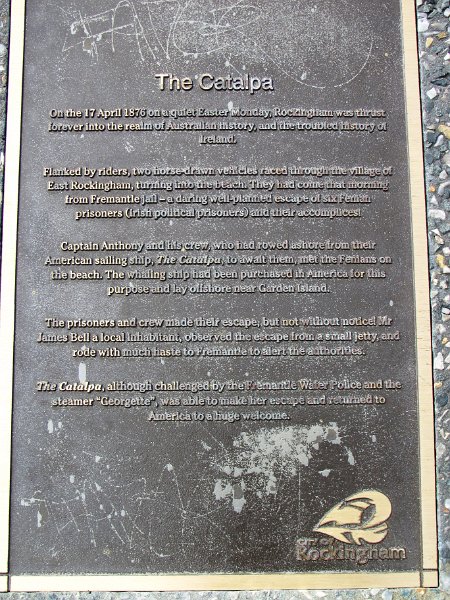 The Catalpa
On the 17 April 1876 on a quiet Easter Monday, Rockingham was thrust
forever into the realm of Australian history, and the troubled history of
Ireland.
Flanked by riders, two horse-drawn vehicles raced through the village of
East Rockingham, turning into the beach. They had come that morning
from Fremantle jail – a daring well-planned escape of six Fenian
prisoners (Irish political prisoners) and their accomplices!
Captain Anthony and his crew, who had rowed ashore from their
American sailing ship, The Catalpa, to await them, met the Fenians on
the beach. The whaling ship had been purchased in America for this
purpose and lay offshore near Garden Island.
The prisoners and crew made their escape, but not without notice! Mr
James Bell a local inhabitant, observed the escape from a small jetty, and
rode with much haste to Fremantle to alert the authorities.
The Catalpa, although challenged by the Fremantle Water Police and the
steamer "Georgette", was able to make her escape and returned to
America to a huge welcome.
CITY OF
Rockingham